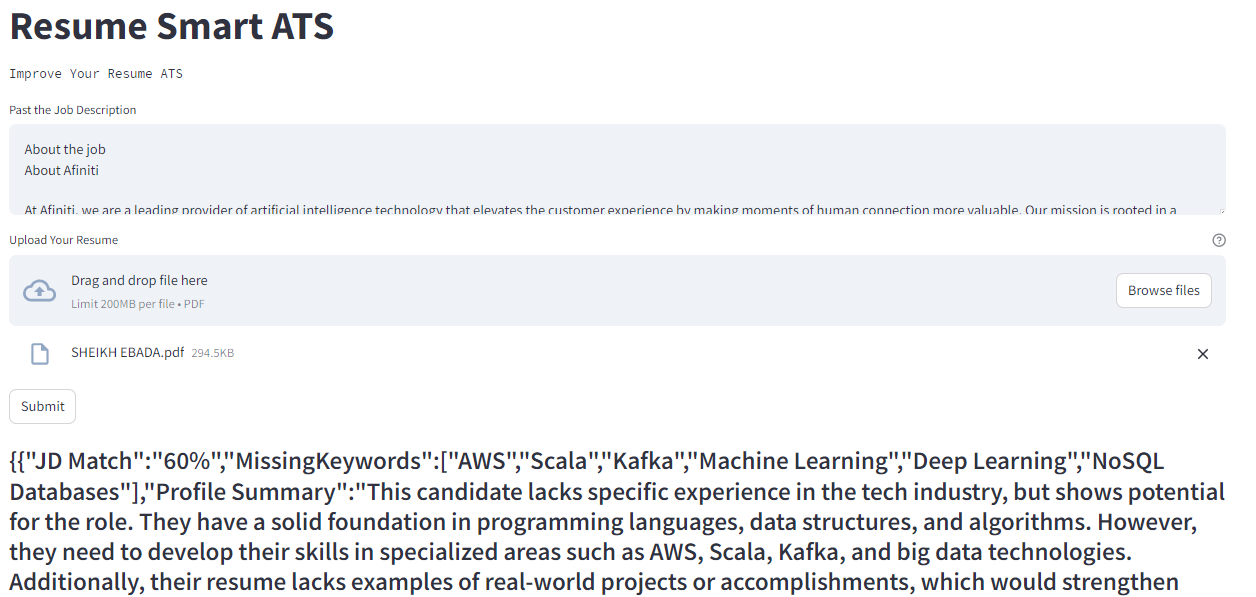 Resume Smart ATS
Improve Your Resume ATS
Past the Job Description
About the job
About Afiniti
At Afiniti, we are a leading provider of artificial intelligence technology that elevates the customer experience by making moments of human connection more valuable. Our mission is rooted in a
Upload Your Resume
Drag and drop file here
Limit 200MB per file • PDF
Browse files
SHEIKH EBADA.pdf 294.5KB
Submit
{{"JD Match":"60%","MissingKeywords":["AWS","Scala","Kafka","Machine Learning","Deep Learning","NoSQL
Databases"],"Profile Summary":"This candidate lacks specific experience in the tech industry, but shows potential
for the role. They have a solid foundation in programming languages, data structures, and algorithms. However,
they need to develop their skills in specialized areas such as AWS, Scala, Kafka, and big data technologies.
Additionally, their resume lacks examples of real-world projects or accomplishments, which would strengthen